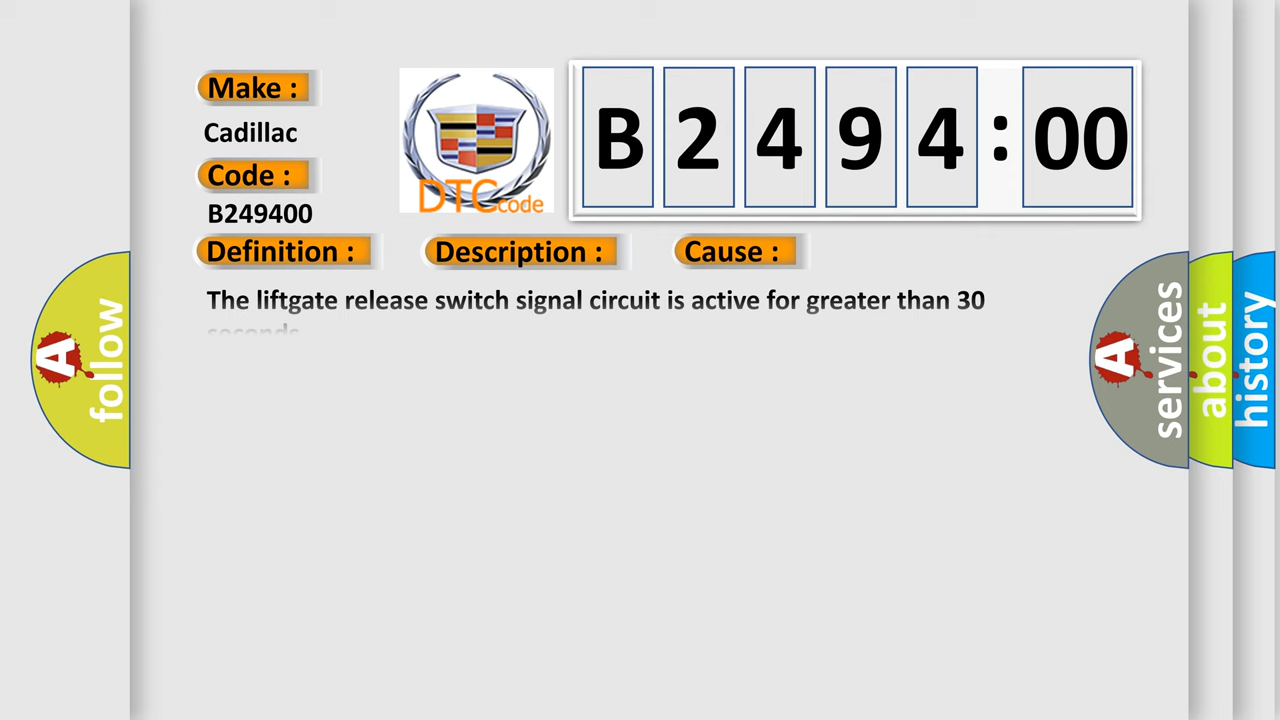 Make :
Cadillac
Code :
B249400
DTC code
B 2 4 9 4 : 00
Definition :
Description :
Cause :
The liftgate release switch signal circuit is active for greater than 30
seconds
A follow
A services
about
history